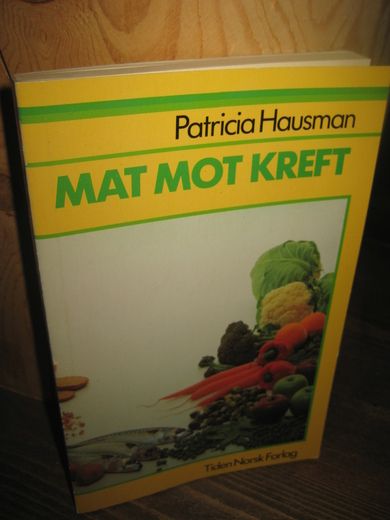 Patricia Hausman
MAT MOT KREFT
Tiden Norsk Forlag